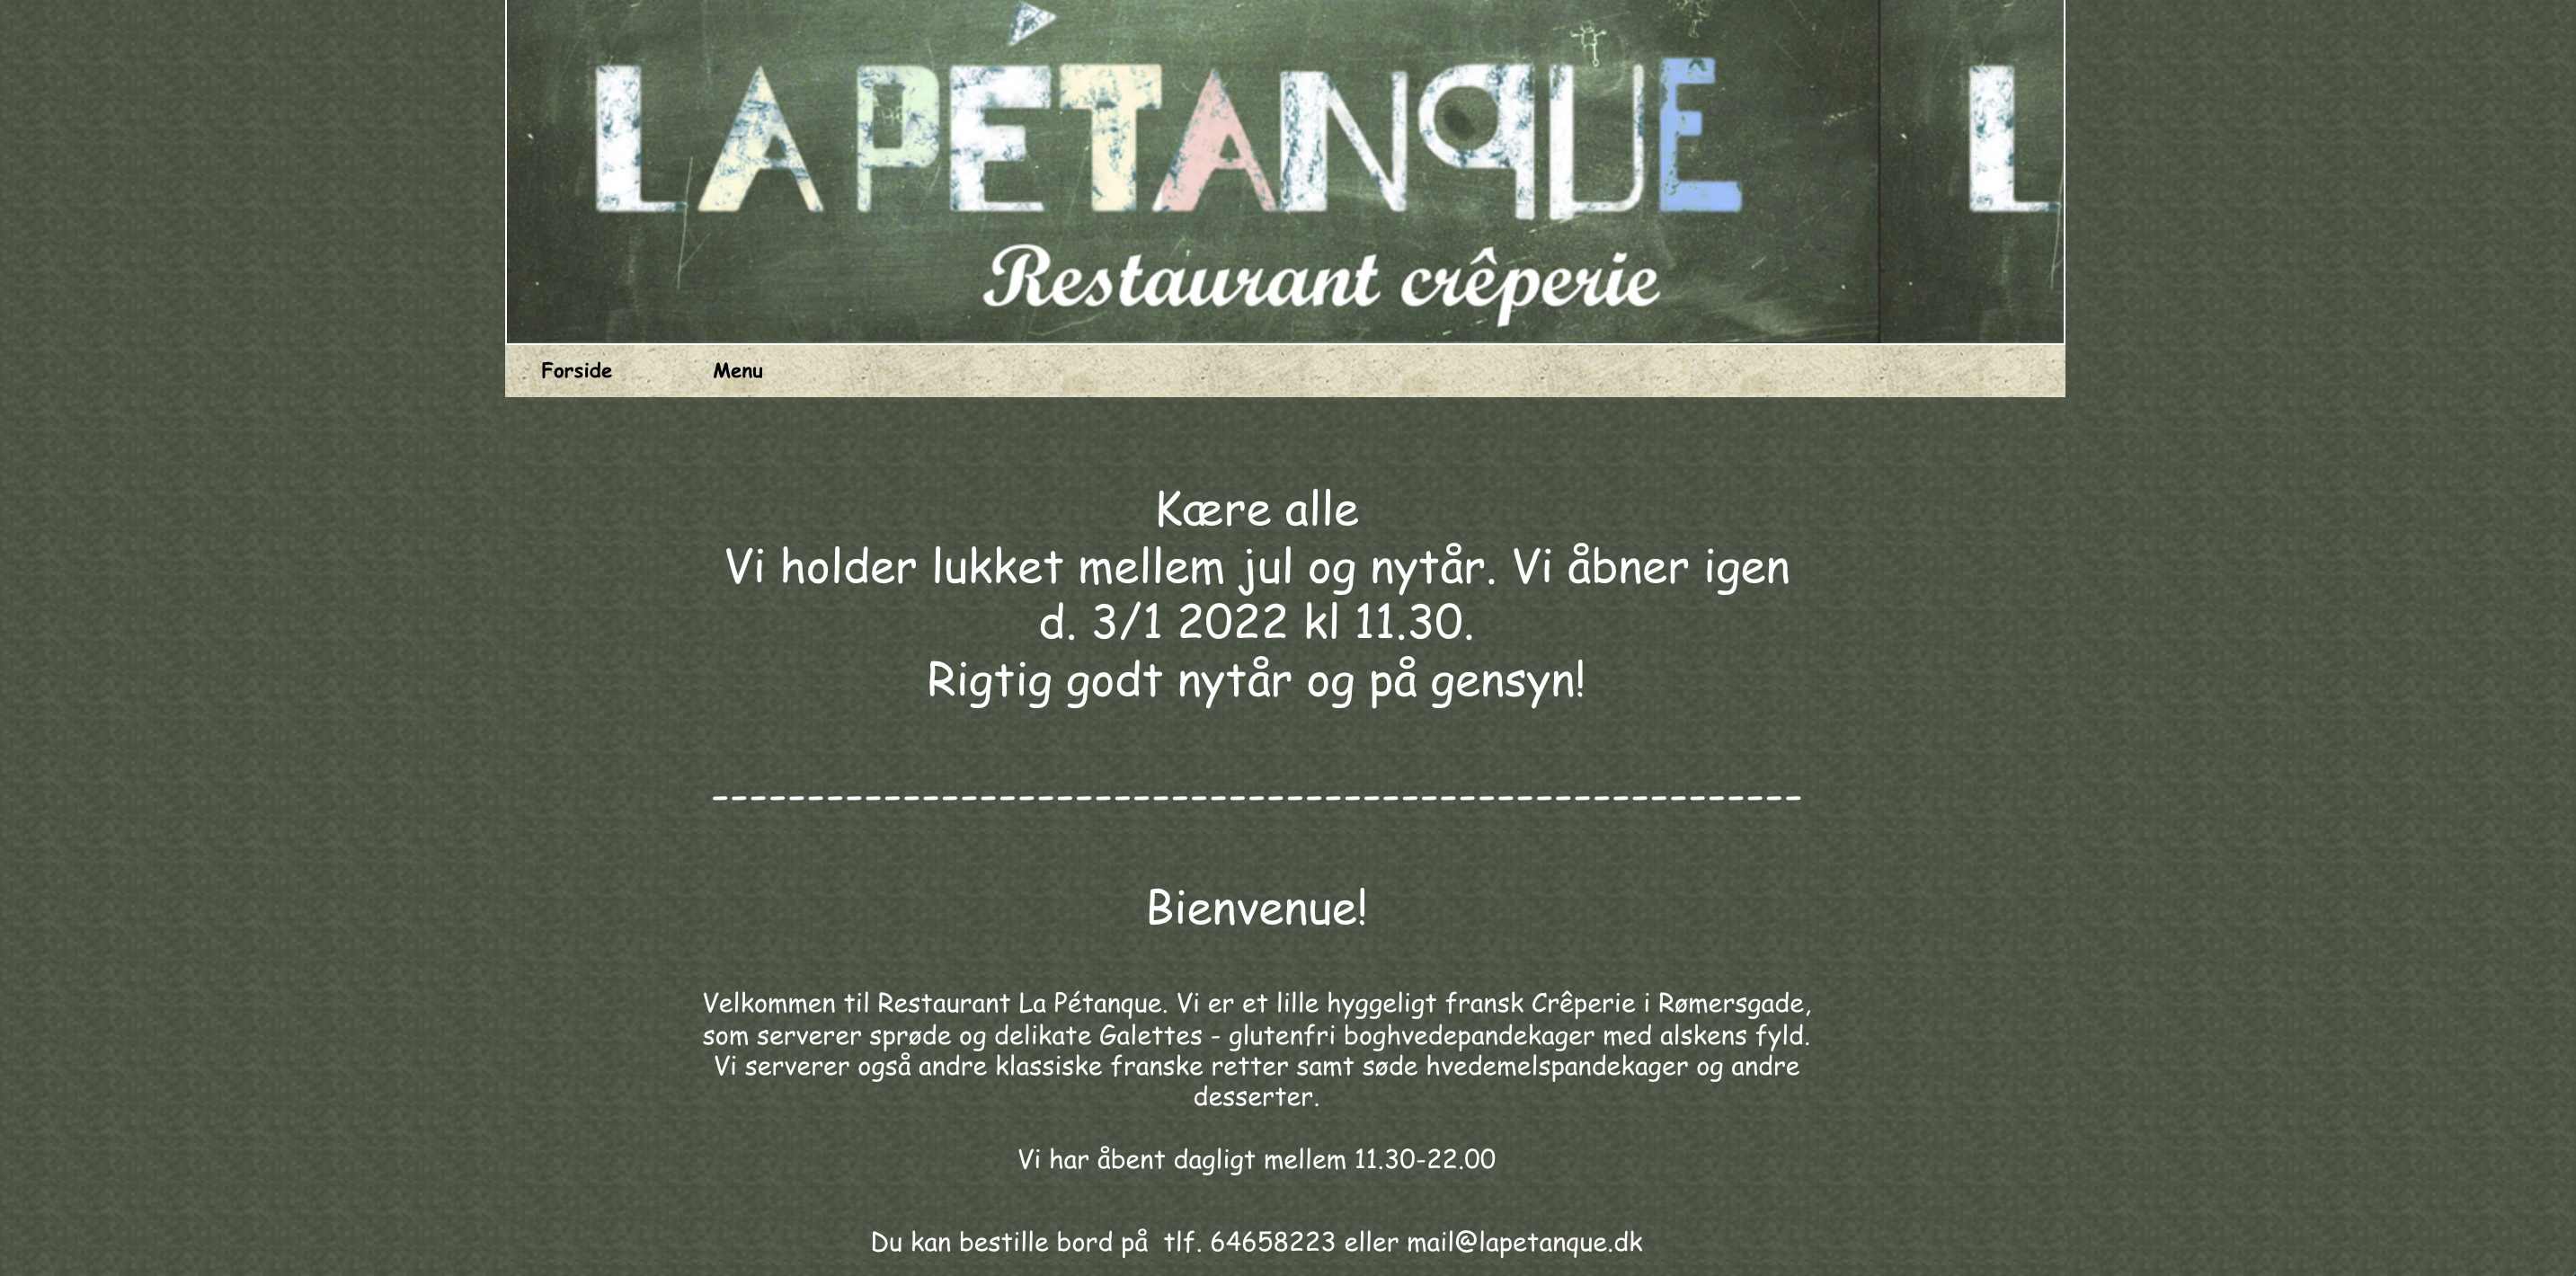 LA PÉTANQUE L
Restaurant crêperie
Forside Menu
Kære alle
Vi holder lukket mellem jul og nytår. Vi åbner igen
d. 3/1 2022 kl 11.30.
Rigtig godt nytår og på gensyn!
---------------------------------------------------------
Bienvenue!
Velkommen til Restaurant La Pétanque. Vi er et lille hyggeligt fransk Crêperie i Rømersgade,
som serverer sprøde og delikate Galettes - glutenfri boghvedepandekager med alskens fyld.
Vi serverer også andre klassiske franske retter samt søde hvedemelspandekager og andre
desserter.
Vi har åbent dagligt mellem 11.30-22.00
Du kan bestille bord på tlf. 64658223 eller mail@lapetanque.dk